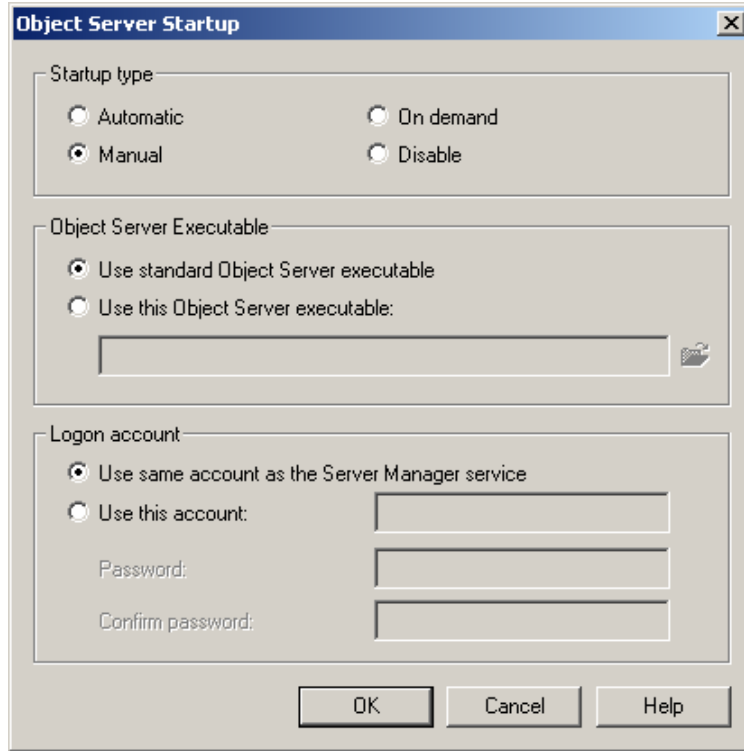 Object Server Startup
Startup type
Automatic
On demand
Manual
Disable
Object Server Executable
Use standard Object Server executable
Use this Object Server executable:
Logon account
Use same account as the Server Manager service
Use this account:
Password:
Confirm password:
OK
Cancel
Help